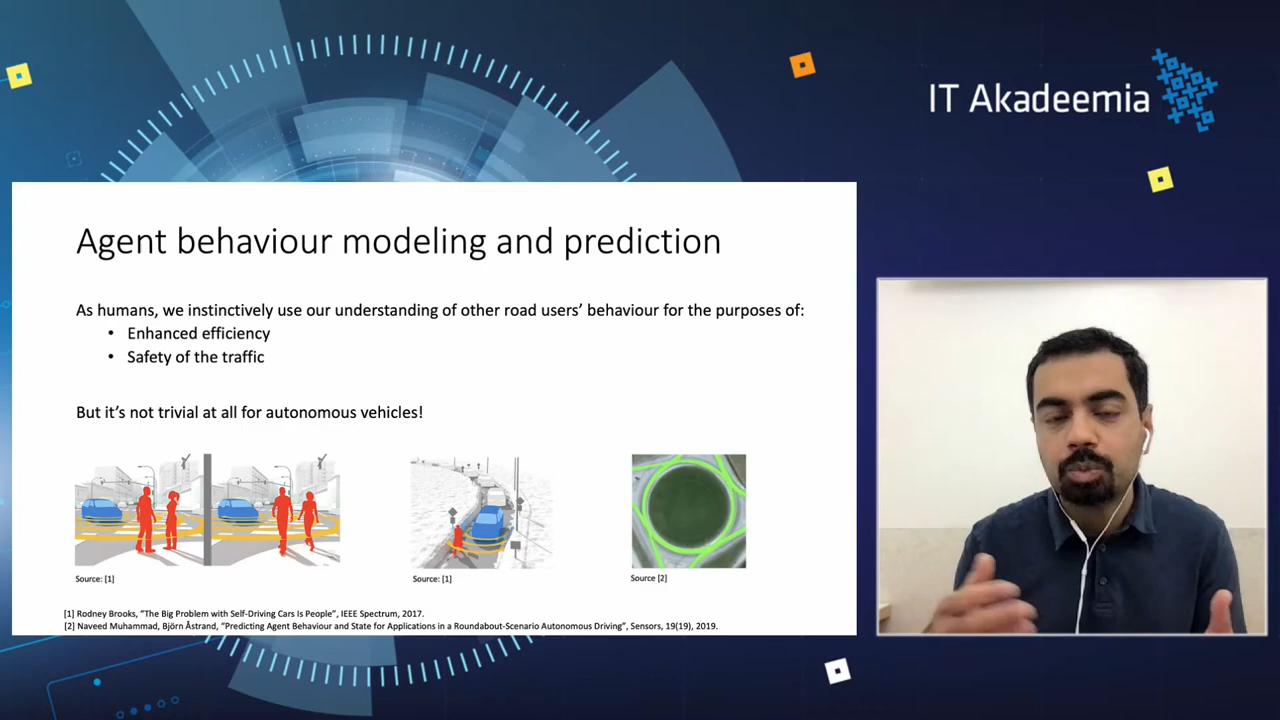 IT Akadeemia
Agent behaviour modeling and prediction
As humans, we instinctively use our understanding of other road users’ behaviour for the purposes of:
• Enhanced efficiency
• Safety of the traffic
But it’s not trivial at all for autonomous vehicles!
Source: [1]
Source: [1]
Source [2]
[1] Rodney Brooks, “The Big Problem with Self-Driving Cars Is People”, IEEE Spectrum, 2017.
[2] Naveed Muhammad, Björn Åstrand, “Predicting Agent Behaviour and State for Applications in a Roundabout-Scenario Autonomous Driving”, Sensors, 19(19), 2019.